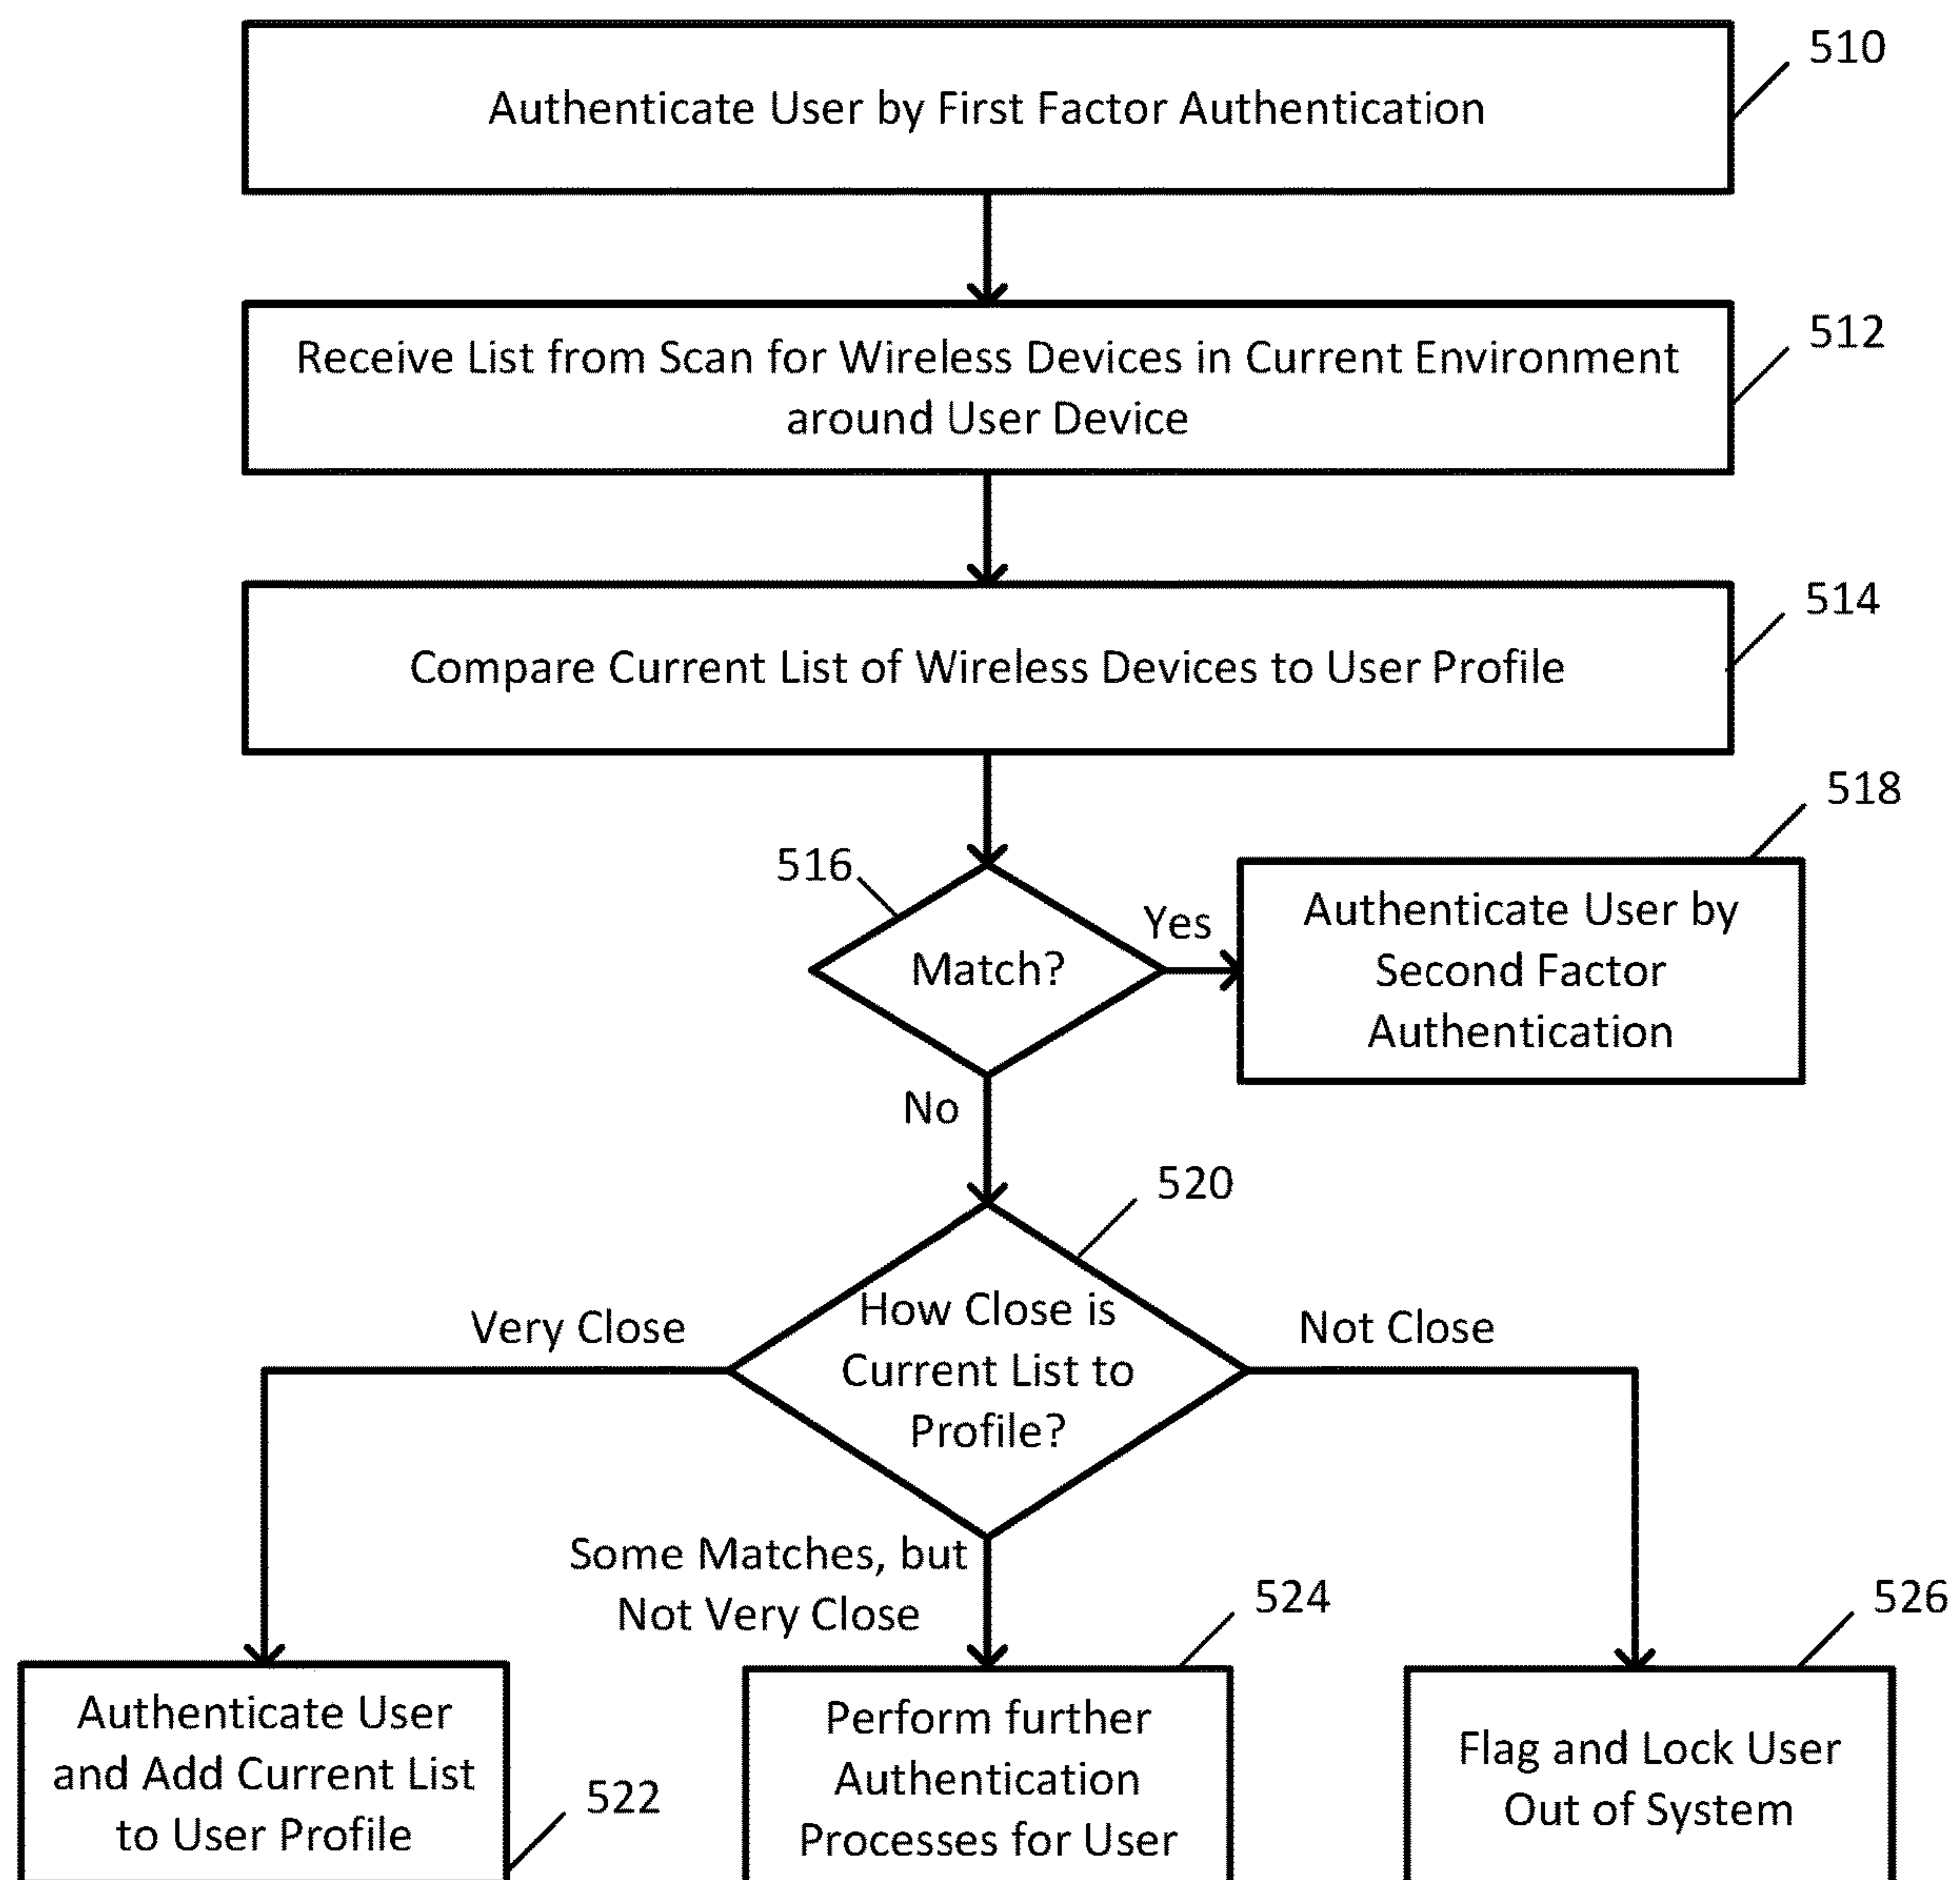 510
Authenticate User by First Factor Authentication
512
Receive List from Scan for Wireless Devices in Current Environment
around User Device
514
Compare Current List of Wireless Devices to User Profile
518
516
Match?
Yes
Authenticate User by
Second Factor
Authentication
No
520
How Close is
Current List to
Profile?
Very Close
Not Close
Some Matches, but
Not Very Close
524
526
Authenticate User
and Add Current List
to User Profile
522
Perform further
Authentication
Processes for User
Flag and Lock User
Out of System